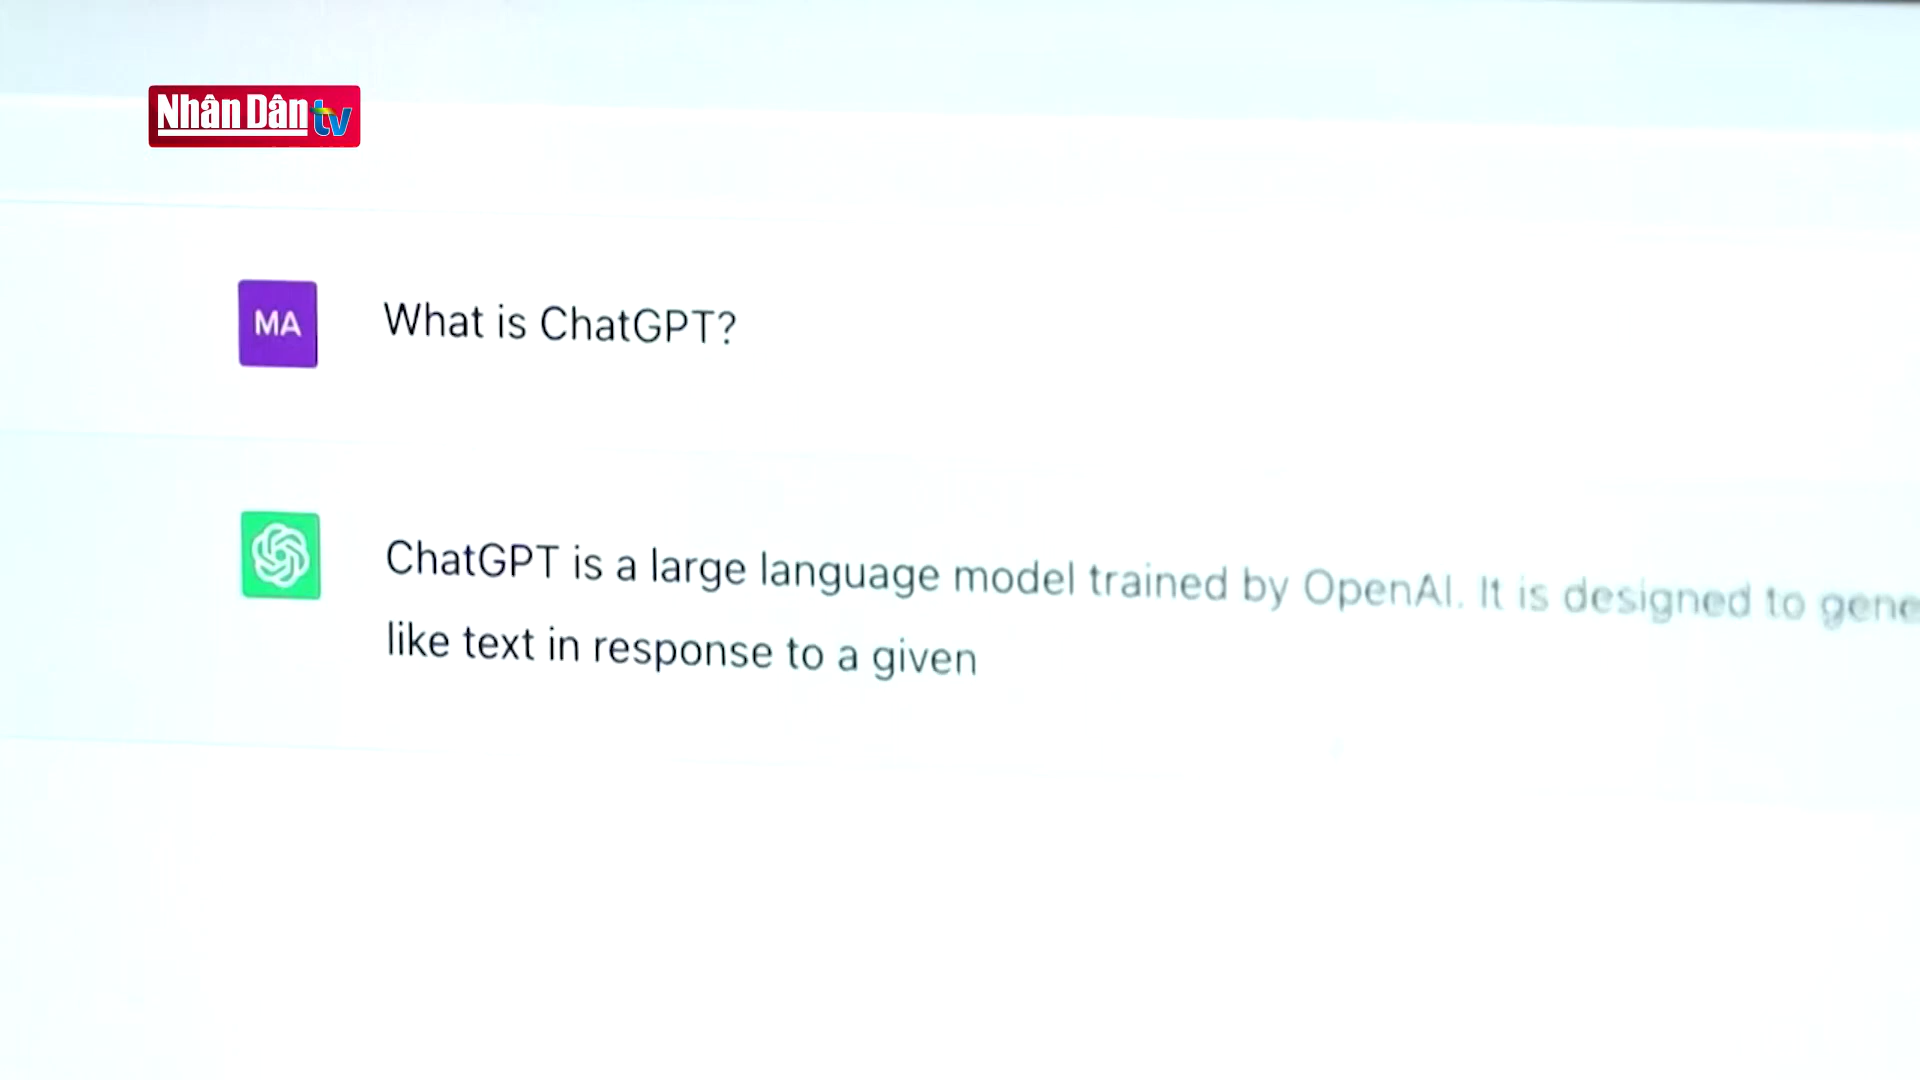 Nhân Dân tv
MA
What is ChatGPT?
ChatGPT is a large language model trained by OpenAI. It is designed to gene
like text in response to a given